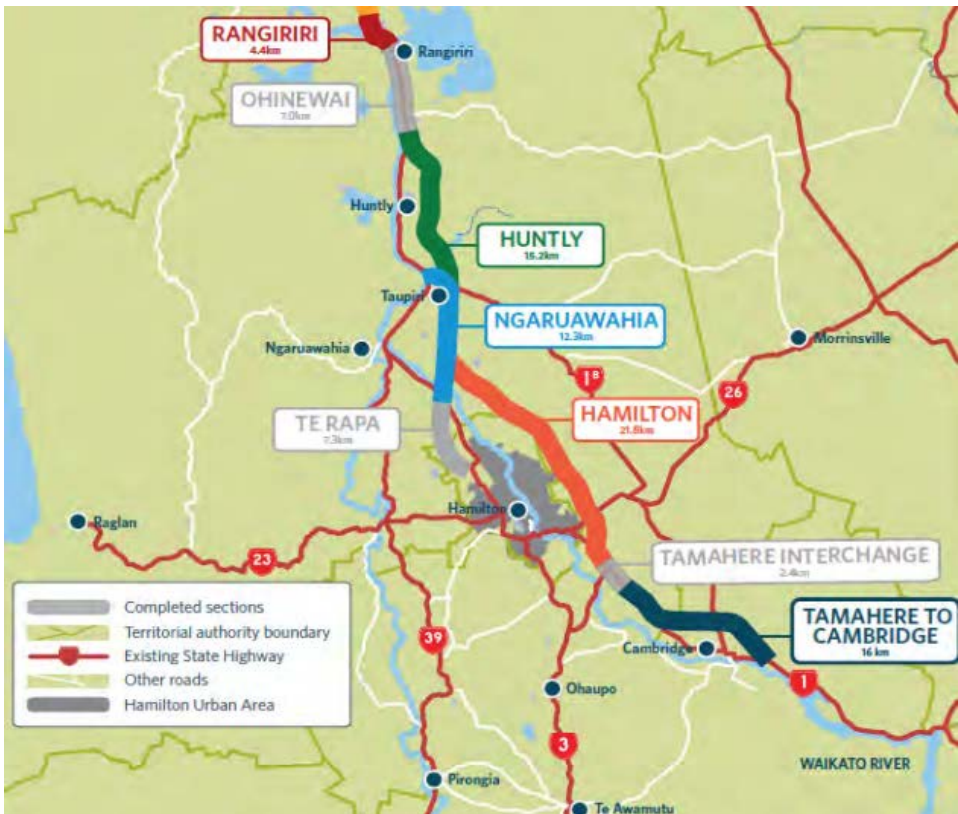 RANGIRIRI
4.4km
Rangiriri
OHINEWAI
7.0km
Huntly
HUNTLY
15.2km
Taupiri
NGARUAWAHIA
12.3km
Ngaruawahia
Morrinsville
1B
26
TE RAPA
7.3km
HAMILTON
21.8km
Raglan
Hamilton
23
TAMAHERE INTERCHANGE
2.4km
Completed sections
Territorial authority boundary
Existing State Highway
Other roads
Hamilton Urban Area
39
TAMAHERE TO
CAMBRIDGE
16 km
Cambridge
1
Ohaupo
3
WAIKATO RIVER
Pirongia
Te Awamutu